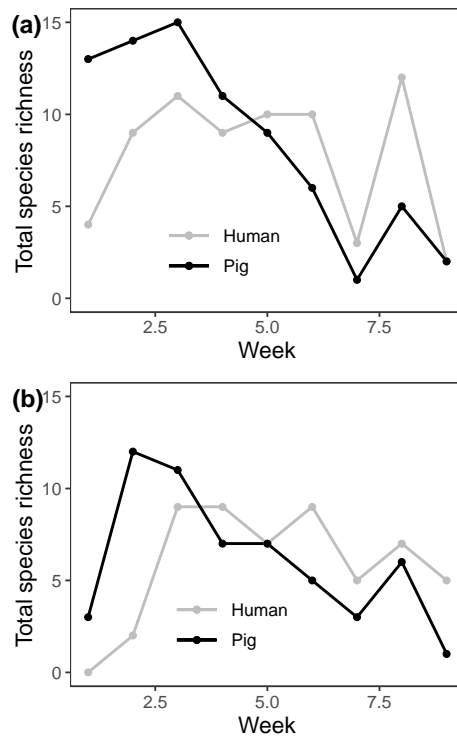 (a)
Total species richness
15
10
5
0
Human
Pig
2.5 5.0 7.5
Week
(b)
Total species richness
15
10
5
0
Human
Pig
2.5 5.0 7.5
Week